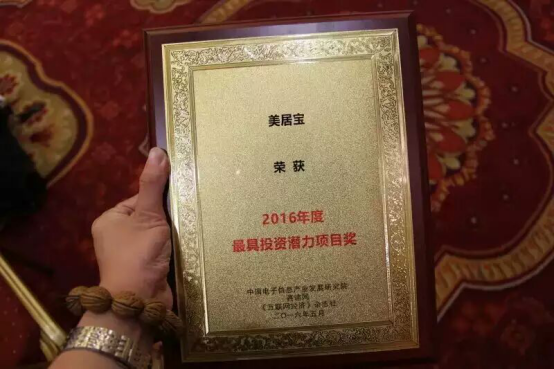 美居宝
荣获
2016年度
最具投资潜力项目奖
中国电子信息产业发展研究院
赛迪网
《互联网经济》杂志社
二〇一六年五月